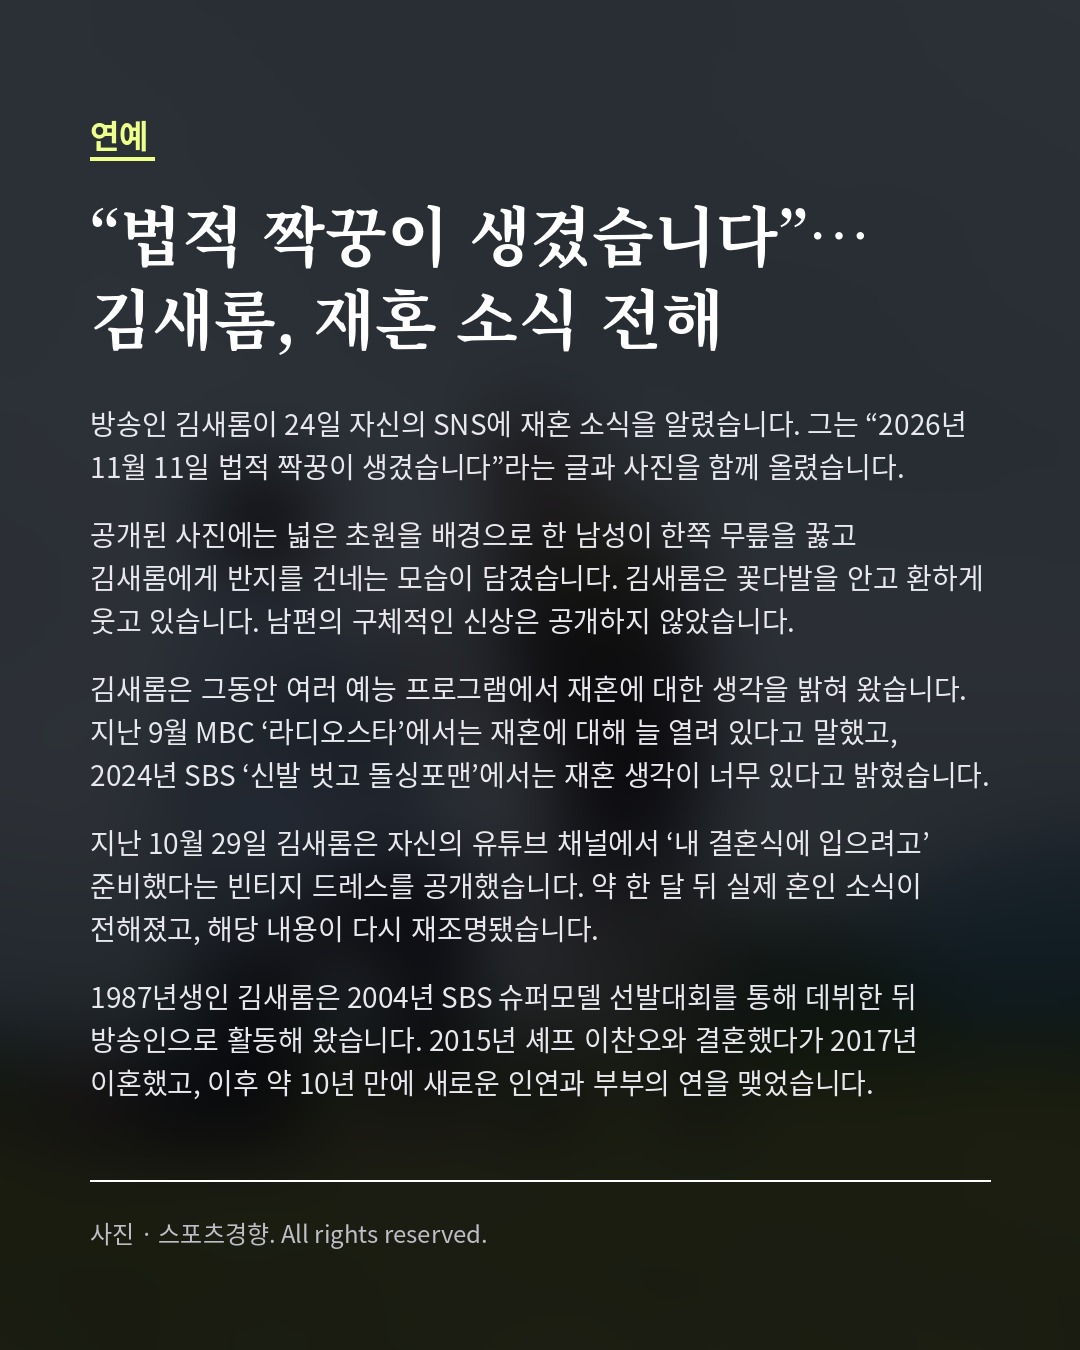 연예
“법적 짝꿍이 생겼습니다”…
김새롬, 재혼 소식 전해
방송인 김새롬이 24일 자신의 SNS에 재혼 소식을 알렸습니다. 그는 “2026년
11월 11일 법적 짝꿍이 생겼습니다”라는 글과 사진을 함께 올렸습니다.
공개된 사진에는 넓은 초원을 배경으로 한 남성이 한쪽 무릎을 꿇고
김새롬에게 반지를 건네는 모습이 담겼습니다. 김새롬은 꽃다발을 안고 환하게
웃고 있습니다. 남편의 구체적인 신상은 공개하지 않았습니다.
김새롬은 그동안 여러 예능 프로그램에서 재혼에 대한 생각을 밝혀 왔습니다.
지난 9월 MBC ‘라디오스타’에서는 재혼에 대해 늘 열려 있다고 말했고,
2024년 SBS ‘신발 벗고 돌싱포맨’에서는 재혼 생각이 너무 있다고 밝혔습니다.
지난 10월 29일 김새롬은 자신의 유튜브 채널에서 ‘내 결혼식에 입으려고’
준비했다는 빈티지 드레스를 공개했습니다. 약 한 달 뒤 실제 혼인 소식이
전해졌고, 해당 내용이 다시 재조명됐습니다.
1987년생인 김새롬은 2004년 SBS 슈퍼모델 선발대회를 통해 데뷔한 뒤
방송인으로 활동해 왔습니다. 2015년 셰프 이찬오와 결혼했다가 2017년
이혼했고, 이후 약 10년 만에 새로운 인연과 부부의 연을 맺었습니다.
사진 · 스포츠경향. All rights reserved.